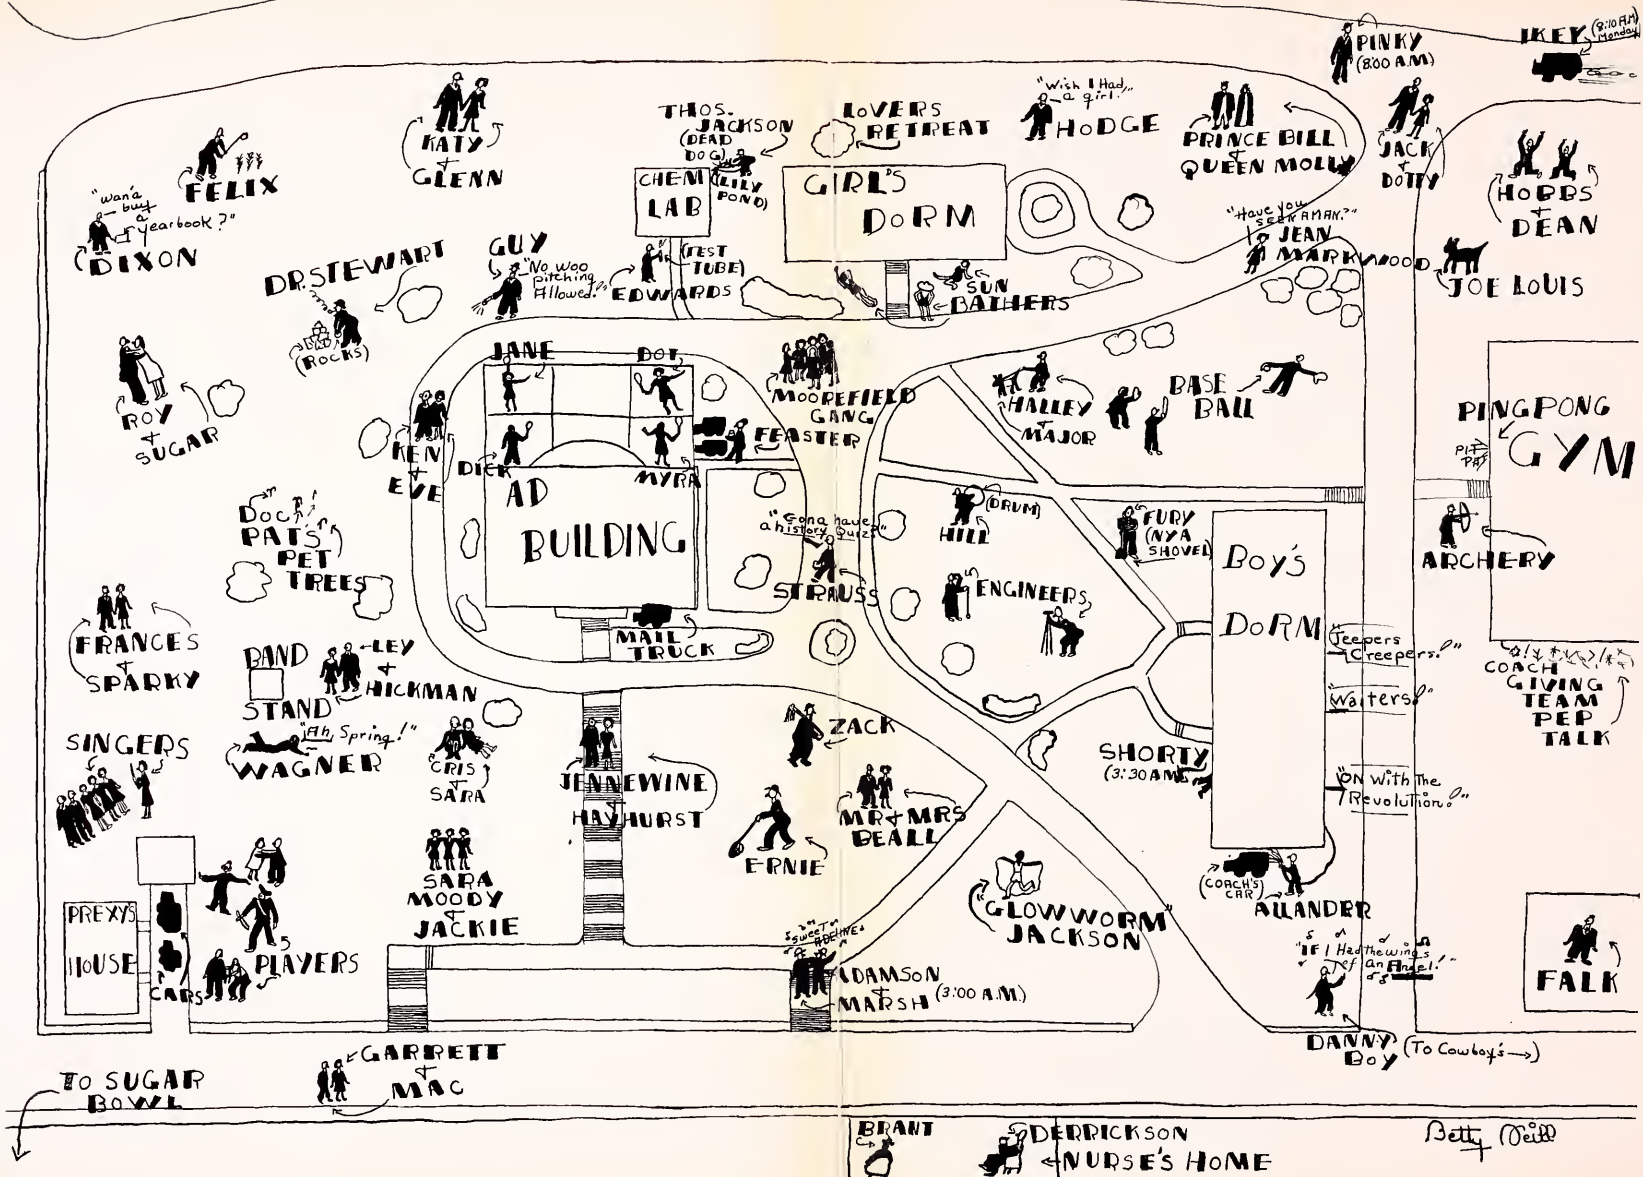 PINKY
(8:00 A.M)
IKEY (8:10 A.M)
Monday
KATY
&
GLENN
THOS.
JACKSON
(DEAD
DOG)
(LILY
POND)
LOVERS
RETREAT
"Wish I Had
a girl."
HODGE
PRINCE BILL
&
QUEEN MOLLY
JACK
&
DOTTY
HOBBS
&
DEAN
FELIX
CHEM
LAB
GIRL'S
DORM
"wan'a
buy
a
yearbook?"
DIXON
"Have you
SEEN A MAN?"
JEAN
MARKWOOD
JOE LOUIS
DR. STEWART
(ROCKS)
GUY
"No woo
pitching
Allowed!"
(TEST
TUBE)
EDWARDS
SUN
BATHERS
ROY
&
SUGAR
JANE
DOT
DICK
MYRA
MOOREFIELD
GANG
FEASTER
HALLEY
&
MAJOR
BASE
BALL
PING PONG
GYM
KEN
&
EVE
AD
BUILDING
DOC
PAT'S
PET
TREES
"Gona have
a history Quiz"
STRAUSS
(DRUM)
HILL
FURY
(NYA
SHOVEL)
BOY'S
DORM
ARCHERY
ENGINEERS
FRANCES
&
SPARKY
BAND
STAND
LEY
&
HICKMAN
MAIL
TRUCK
"Jeepers
Creepers!"
"Waiters!"
"ON With The
Revolution!"
COACH
GIVING
TEAM
PEP
TALK
SINGERS
"Ah, Spring!"
WAGNER
CRIS
&
SARA
JENNEWINE
&
HAYHURST
ZACK
SHORTY
(3:30 AM)
MR & MRS
BEALL
ERNIE
SARA
MOODY
&
JACKIE
"GLOWWORM"
JACKSON
(COACH'S
CAR)
ALLANDER
PREXY'S
HOUSE
CARS
PLAYERS
"SWEET
ADELINE"
ADAMSON
&
MARSH (3:00 A.M.)
"IF I Had the wings
of an Angel!"
DANNY
BOY (To Cowboy's →)
FALK
GARRETT
&
MAC
TO SUGAR
BOWL
BRANT
DERRICKSON
NURSE'S HOME
Betty Neill